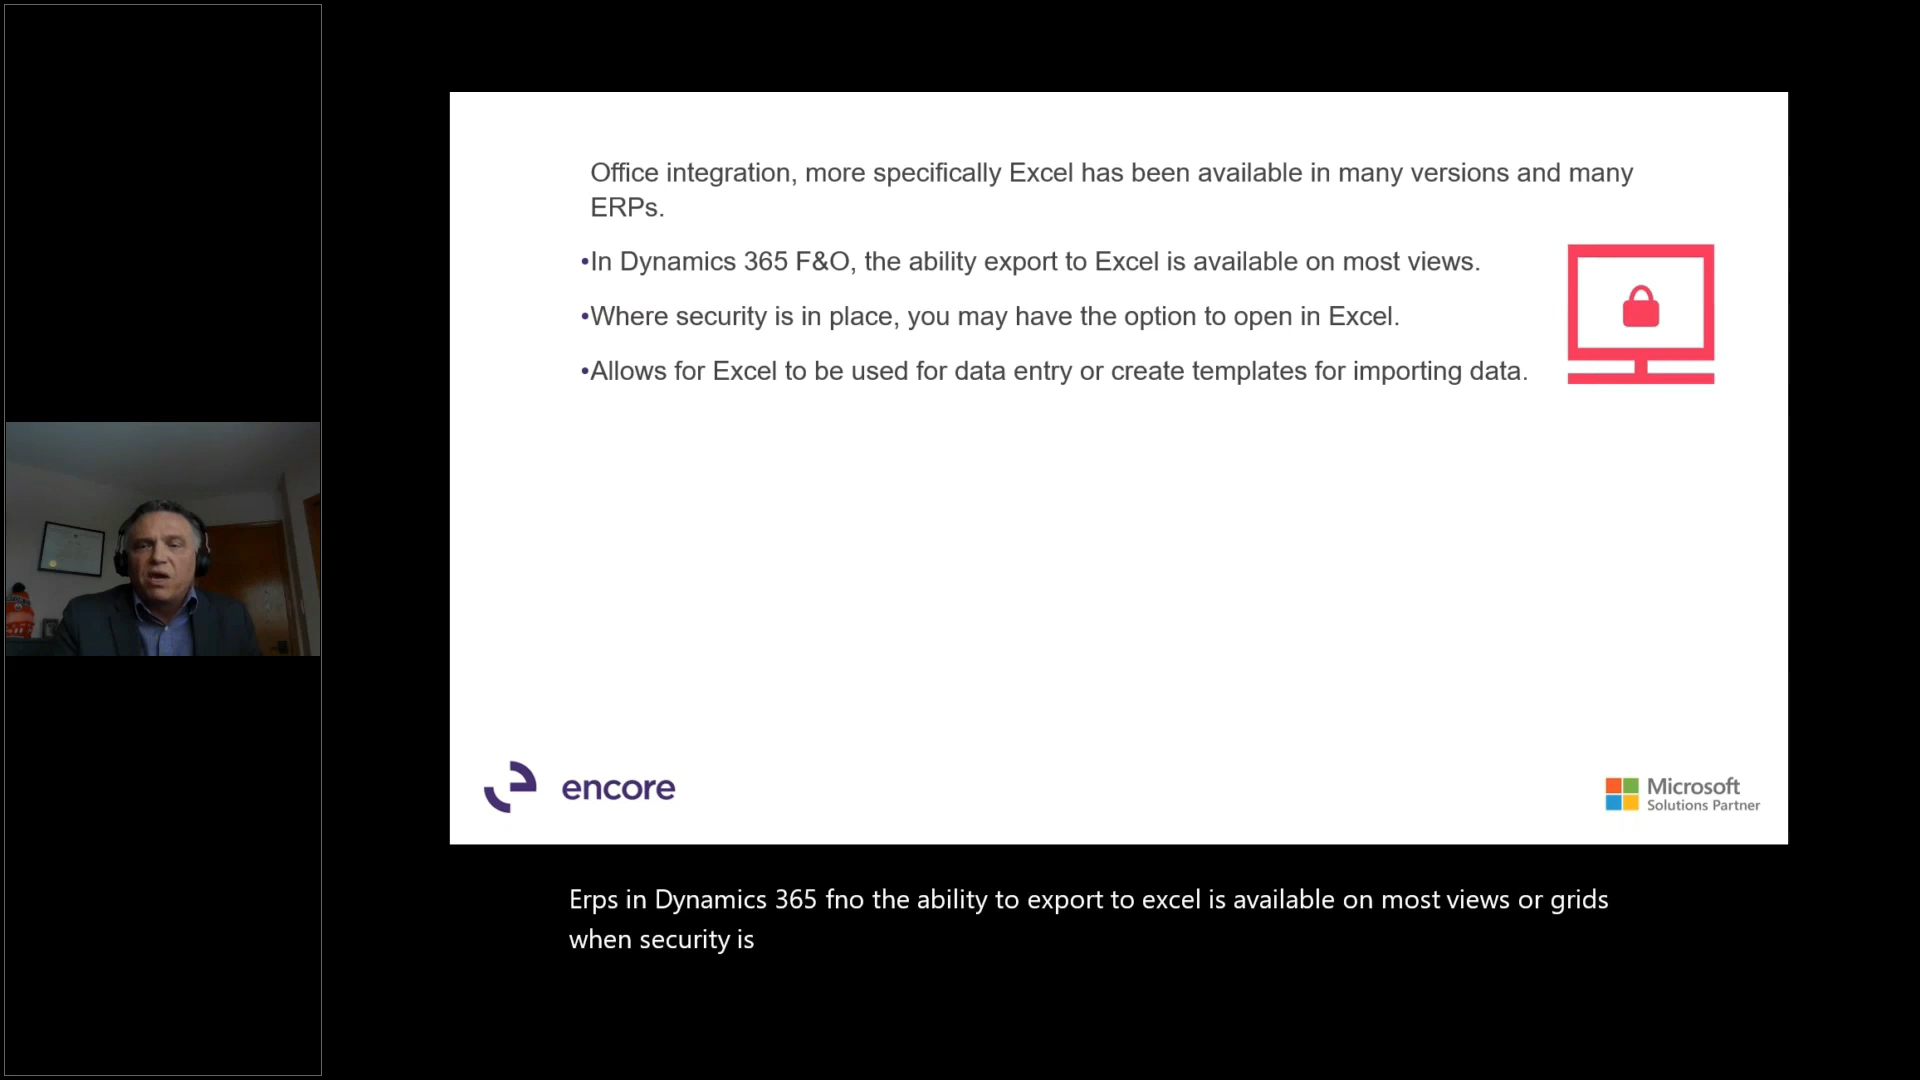 Office integration, more specifically Excel has been available in many versions and many
ERPs.
•In Dynamics 365 F&O, the ability export to Excel is available on most views.
•Where security is in place, you may have the option to open in Excel.
•Allows for Excel to be used for data entry or create templates for importing data.
encore
Microsoft
Solutions Partner
Erps in Dynamics 365 fno the ability to export to excel is available on most views or grids
when security is